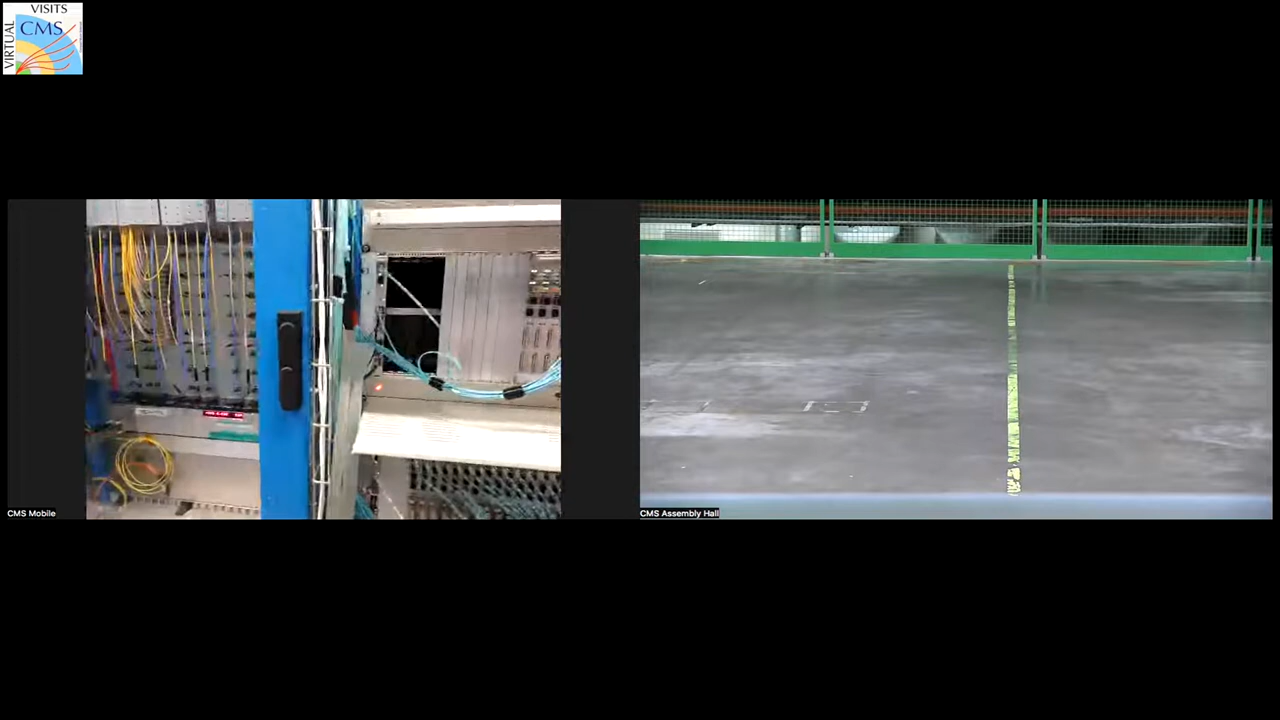 VISITS
CMS
VIRTUAL
CMS Mobile
CMS Assembly Hall